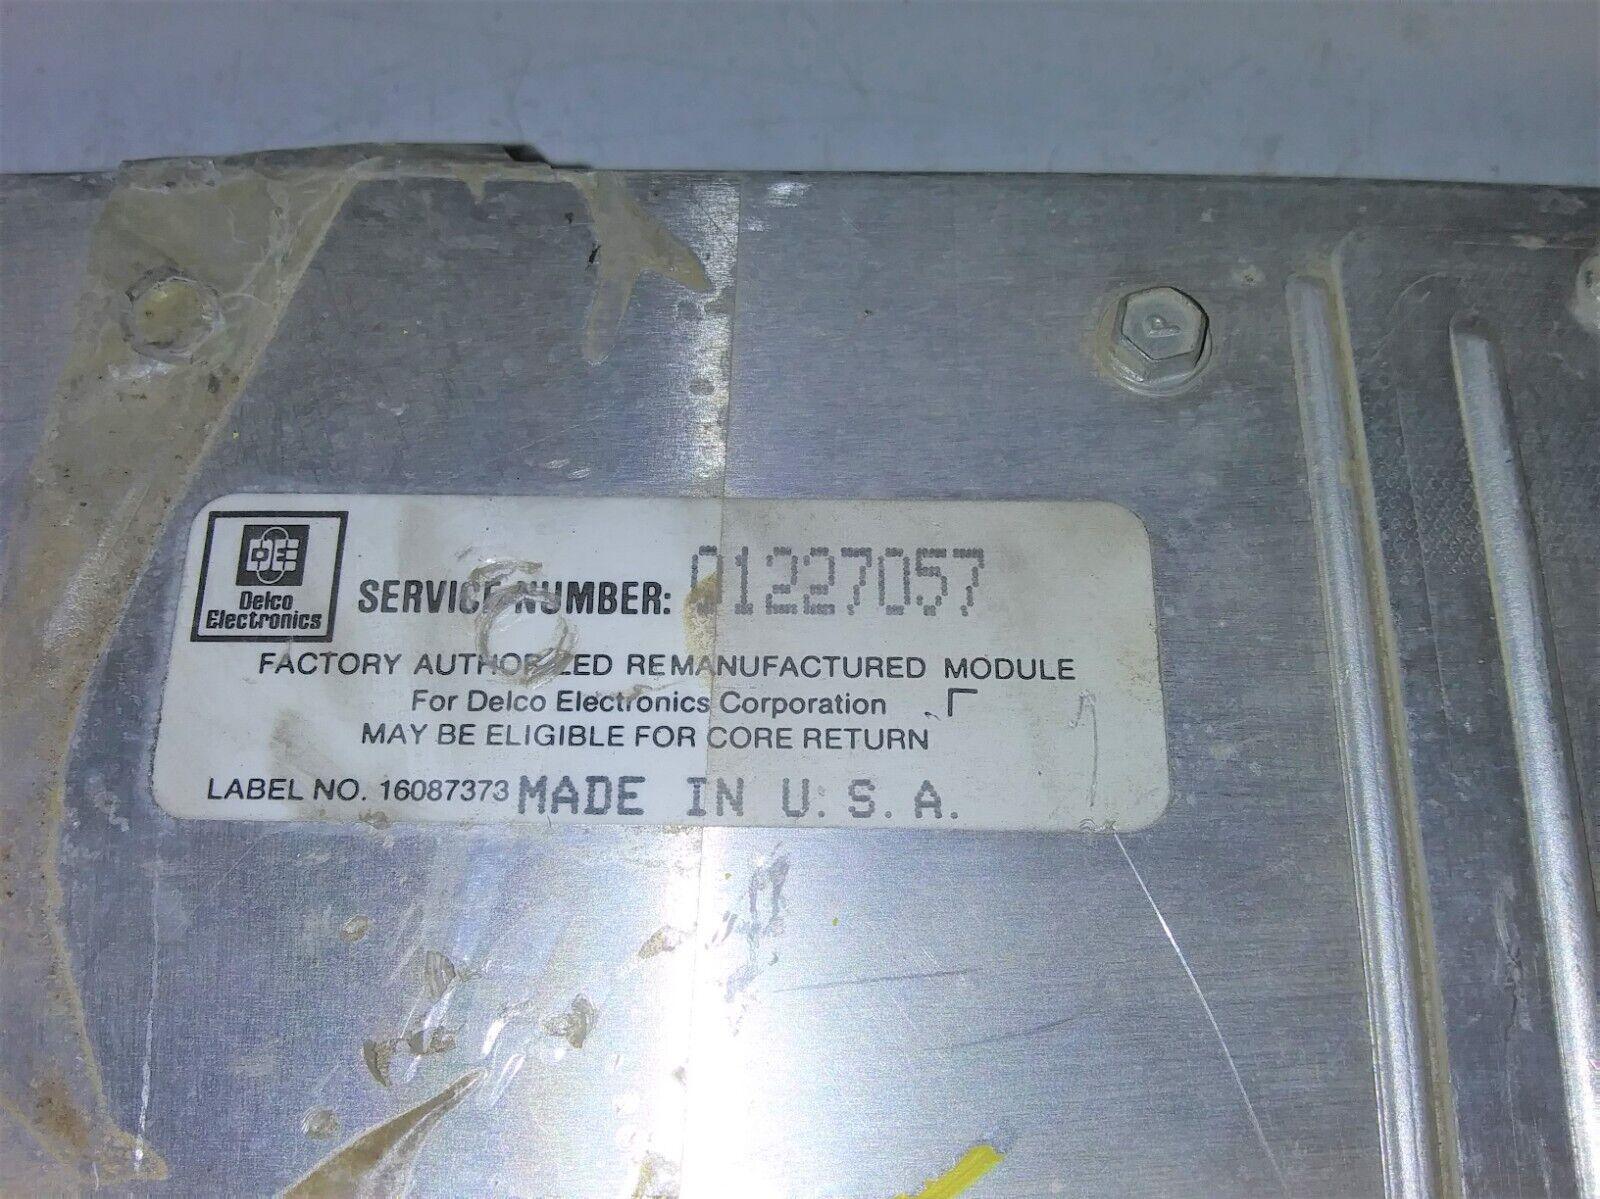 DE
Delco
Electronics
SERVICE NUMBER: 01227057
FACTORY AUTHORIZED REMANUFACTURED MODULE
For Delco Electronics Corporation
MAY BE ELIGIBLE FOR CORE RETURN
LABEL NO. 16087373 MADE IN U.S.A.